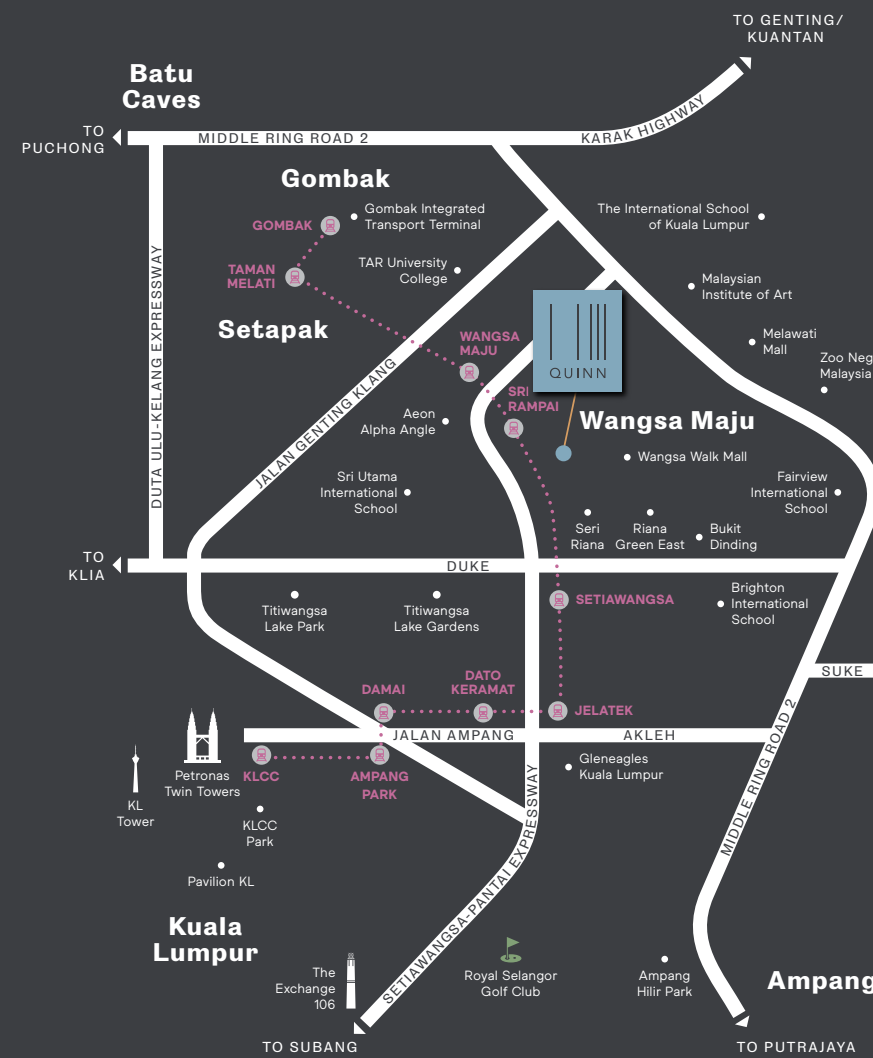 TO GENTING/
KUANTAN
Batu
Caves
TO
PUCHONG
MIDDLE RING ROAD 2
KARAK HIGHWAY
Gombak
GOMBAK
Gombak Integrated
Transport Terminal
The International School
of Kuala Lumpur
TAMAN
MELATI
TAR University
College
Malaysian
Institute of Art
DUTA ULU-KELANG EXPRESSWAY
Setapak
WANGSA
MAJU
QUINN
Melawati
Mall
Zoo Neg
Malaysia
JALAN GENTING KLANG
SRI
RAMPAI
Aeon
Alpha Angle
Wangsa Maju
Wangsa Walk Mall
Sri Utama
International
School
Fairview
International
School
Seri
Riana
Riana
Green East
Bukit
Dinding
TO
KLIA
DUKE
Titiwangsa
Lake Park
Titiwangsa
Lake Gardens
SETIAWANGSA
Brighton
International
School
SUKE
DAMAI
DATO
KERAMAT
JELATEK
JALAN AMPANG
AKLEH
MIDDLE RING ROAD 2
Petronas
Twin Towers
KLCC
AMPANG
PARK
Gleneagles
Kuala Lumpur
KL
Tower
KLCC
Park
Pavilion KL
SETIAWANGSA-PANTAI EXPRESSWAY
Kuala
Lumpur
The
Exchange
106
Royal Selangor
Golf Club
Ampang
Hilir Park
Ampang
TO SUBANG
TO PUTRAJAYA